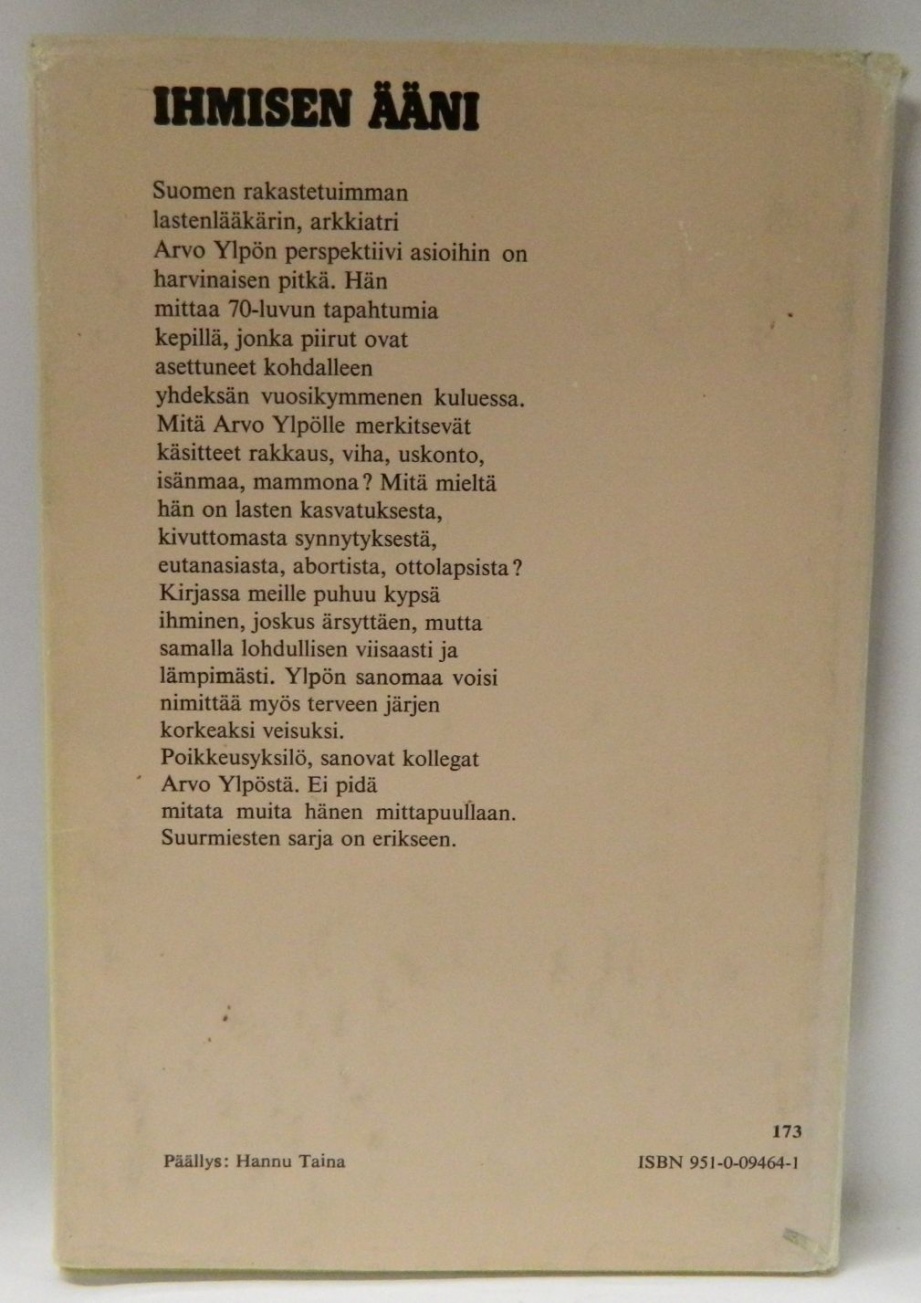 IHMISEN ÄÄNI
Suomen rakastetuimman
lastenlääkärin, arkkiatri
Arvo Ylpön perspektiivi asioihin on
harvinaisen pitkä. Hän
mittaa 70-luvun tapahtumia
kepillä, jonka piirut ovat
asettuneet kohdalleen
yhdeksän vuosikymmenen kuluessa.
Mitä Arvo Ylpölle merkitsevät
käsitteet rakkaus, viha, uskonto,
isänmaa, mammona? Mitä mieltä
hän on lasten kasvatuksesta,
kivuttomasta synnytyksestä,
eutanasiasta, abortista, ottolapsista?
Kirjassa meille puhuu kypsä
ihminen, joskus ärsyttäen, mutta
samalla lohdullisen viisaasti ja
lämpimästi. Ylpön sanomaa voisi
nimittää myös terveen järjen
korkeaksi veisuksi.
Poikkeusyksilö, sanovat kollegat
Arvo Ylpöstä. Ei pidä
mitata muita hänen mittapuullaan.
Suurmiesten sarja on erikseen.
173
Päällys: Hannu Taina
ISBN 951-0-09464-1